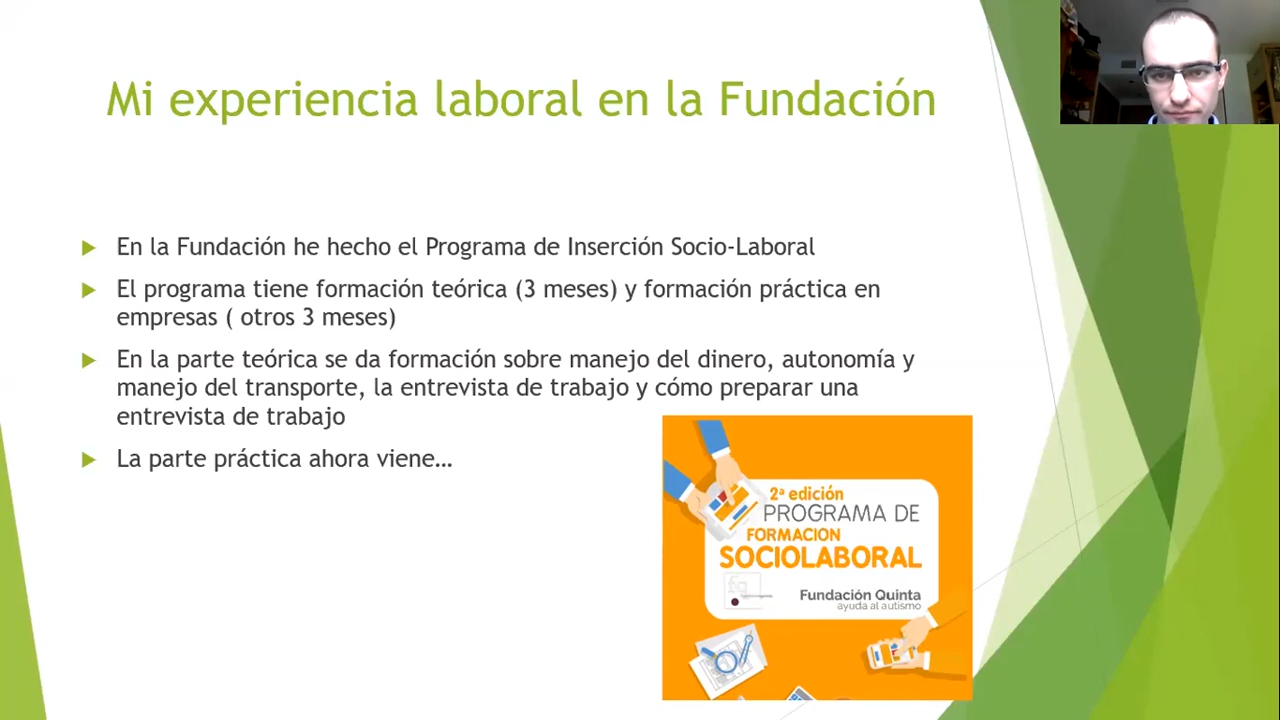 Mi experiencia laboral en la Fundación
En la Fundación he hecho el Programa de Inserción Socio-Laboral
El programa tiene formación teórica (3 meses) y formación práctica en
empresas ( otros 3 meses)
En la parte teórica se da formación sobre manejo del dinero, autonomía y
manejo del transporte, la entrevista de trabajo y cómo preparar una
entrevista de trabajo
La parte práctica ahora viene…
2ª edición
PROGRAMA DE
FORMACION
SOCIOLABORAL
fq
Fundación Quinta
ayuda al autismo